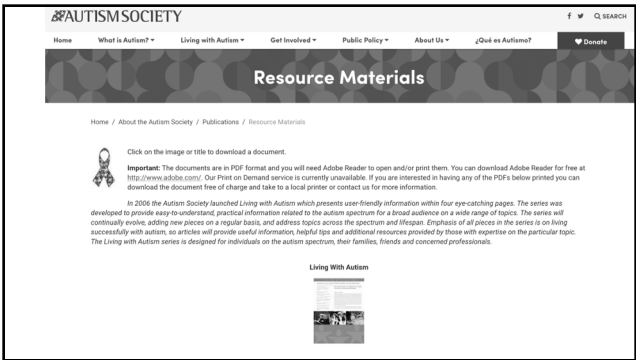 AUTISM SOCIETY
SEARCH
Home What is Autism? Living with Autism Get Involved Public Policy About Us ¿Qué es Autismo? Donate
Resource Materials
Home / About the Autism Society / Publications / Resource Materials
Click on the image or title to download a document.
Important: The documents are in PDF format and you will need Adobe Reader to open and/or print them. You can download Adobe Reader for free at
http://www.adobe.com/. Our Print on Demand service is currently unavailable. If you are interested in having any of the PDFs below printed you can
download the document free of charge and take to a local printer or contact us for more information.
In 2006 the Autism Society launched Living with Autism which presents user-friendly information within four eye-catching pages. The series was
developed to provide easy-to-understand, practical information related to the autism spectrum for a broad audience on a wide range of topics. The series will
continually evolve, adding new pieces on a regular basis, and address topics across the spectrum and lifespan. Emphasis of all pieces in the series is on living
successfully with autism, so articles will provide useful information, helpful tips and additional resources provided by those with expertise on the particular topic.
The Living with Autism series is designed for individuals on the autism spectrum, their families, friends and concerned professionals.
Living With Autism